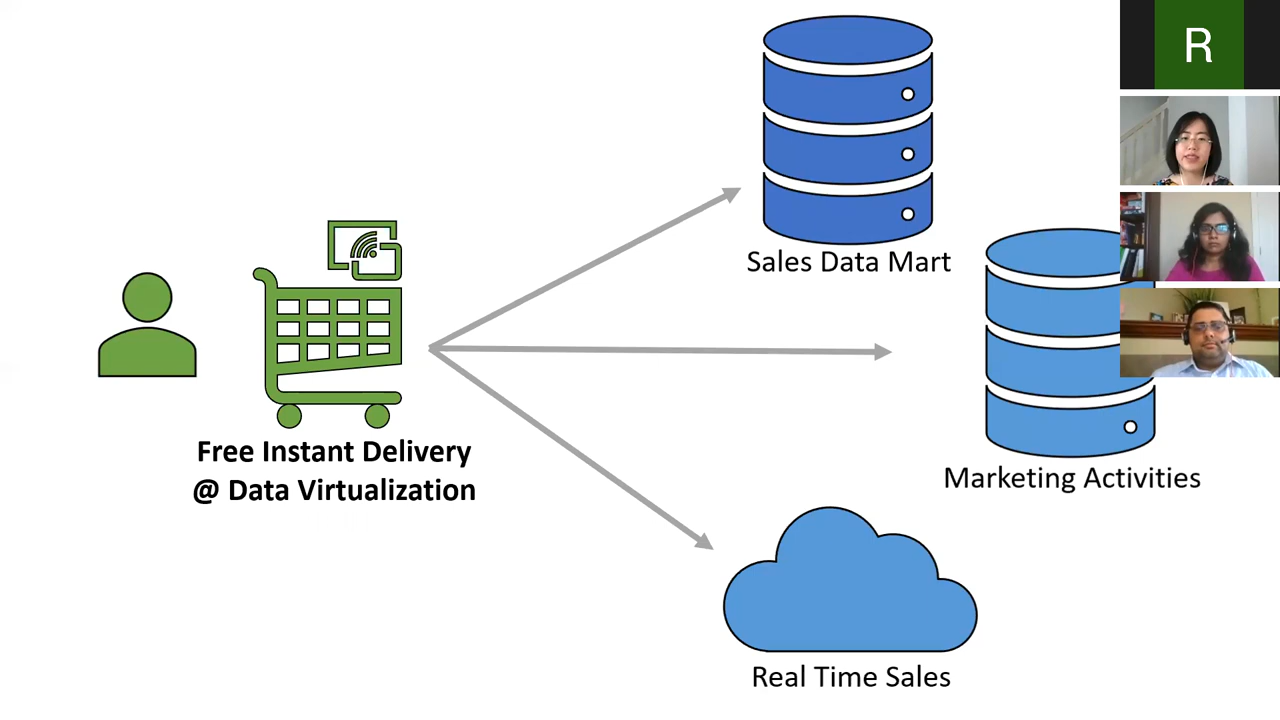 R
Sales Data Mart
Free Instant Delivery
@ Data Virtualization
Marketing Activities
Real Time Sales